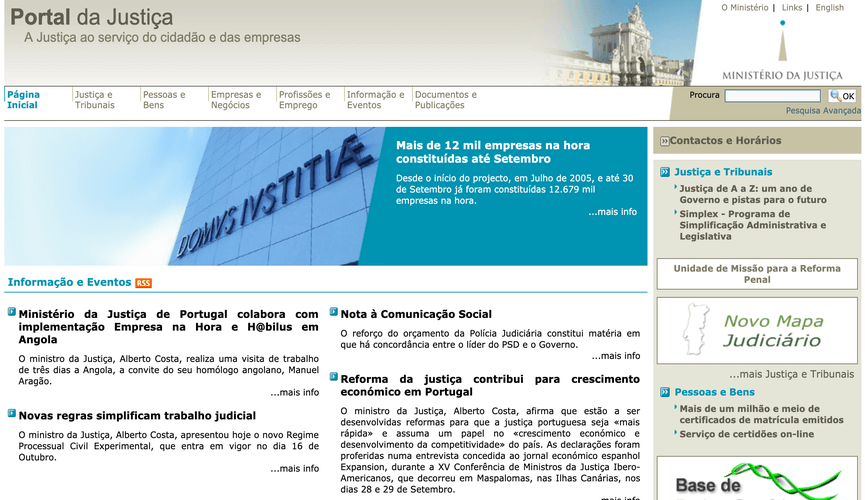 Portal da Justiça
A Justiça ao serviço do cidadão e das empresas
O Ministério | Links | English
MINISTÉRIO DA JUSTIÇA
Página
Inicial
Justiça e
Tribunais
Pessoas e
Bens
Empresas e
Negócios
Profissões e
Emprego
Informação e
Eventos
Documentos e
Publicações
Procura
OK
Pesquisa Avançada
DOMVS IVSTITIÆ
Mais de 12 mil empresas na hora
constituídas até Setembro
Desde o início do projecto, em Julho de 2005, e até 30
de Setembro já foram constituídas 12.679 mil
empresas na hora.
...mais info
Informação e Eventos RSS
Ministério da Justiça de Portugal colabora com
implementação Empresa na Hora e H@bilus em
Angola
O ministro da Justiça, Alberto Costa, realiza uma visita de trabalho
de três dias a Angola, a convite do seu homólogo angolano, Manuel
Aragão.
...mais info
Novas regras simplificam trabalho judicial
O ministro da Justiça, Alberto Costa, apresentou hoje o novo Regime
Processual Civil Experimental, que entra em vigor no dia 16 de
Outubro.
...mais info
Nota à Comunicação Social
O reforço do orçamento da Polícia Judiciária constitui matéria em
que há concordância entre o líder do PSD e o Governo.
...mais info
Reforma da justiça contribui para crescimento
económico em Portugal
O ministro da Justiça, Alberto Costa, afirma que estão a ser
desenvolvidas reformas para que a justiça portuguesa seja «mais
rápida» e assuma um papel no «crescimento económico e
desenvolvimento da competitividade» do país. As declarações foram
proferidas numa entrevista concedida ao jornal económico espanhol
Expansion, durante a XV Conferência de Ministros da Justiça Ibero-
Americanos, que decorreu em Maspalomas, nas Ilhas Canárias, nos
dias 28 e 29 de Setembro.
...mais info
Contactos e Horários
Justiça e Tribunais
Justiça de A a Z: um ano de
Governo e pistas para o futuro
Simplex - Programa de
Simplificação Administrativa e
Legislativa
Unidade de Missão para a Reforma
Penal
Novo Mapa
Judiciário
...mais Justiça e Tribunais
Pessoas e Bens
Mais de um milhão e meio de
certificados de matrícula emitidos
Serviço de certidões on-line
Base de